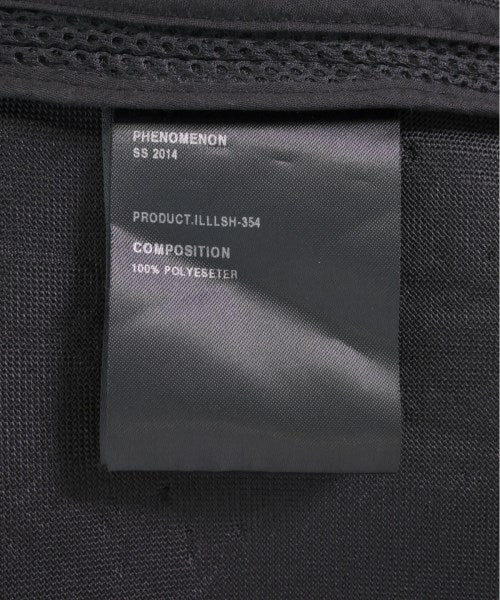 PHENOMENON
SS 2014
PRODUCT.ILLLSH-354
COMPOSITION
100% POLYESETER